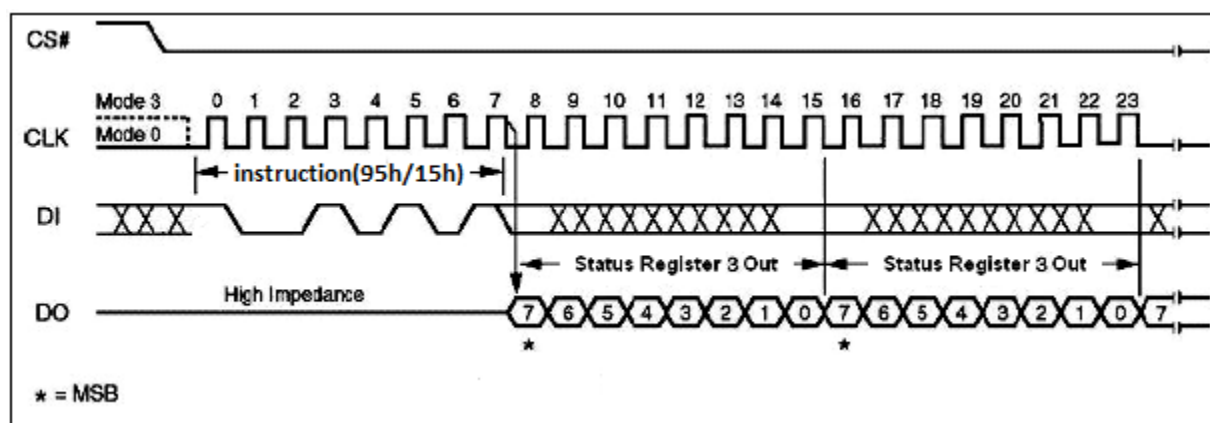 CS#
Mode 3 0 1 2 3 4 5 6 7 8 9 10 11 12 13 14 15 16 17 18 19 20 21 22 23
CLK Mode 0
instruction(95h/15h)
DI
Status Register 3 Out Status Register 3 Out
High Impedance
DO 7 6 5 4 3 2 1 0 7 6 5 4 3 2 1 0 7
* *
* = MSB